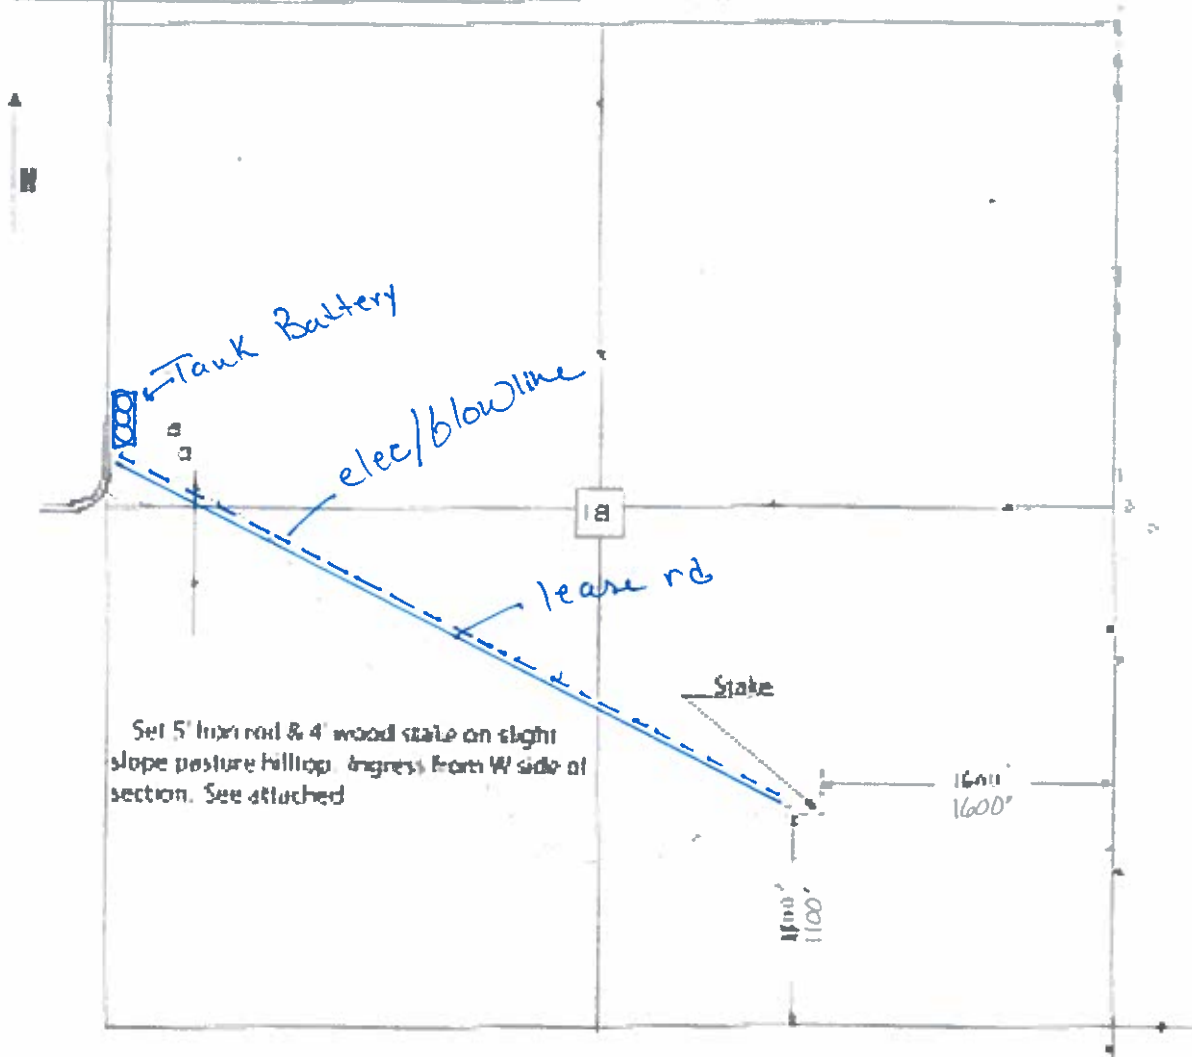 Tank Battery
elec/blowline
18
lease rd
Stake
Set 5' iron rod & 4' wood stake on slight
slope pasture hilltop. Ingress from W side of
section. See attached
1600'
1600'
1100'